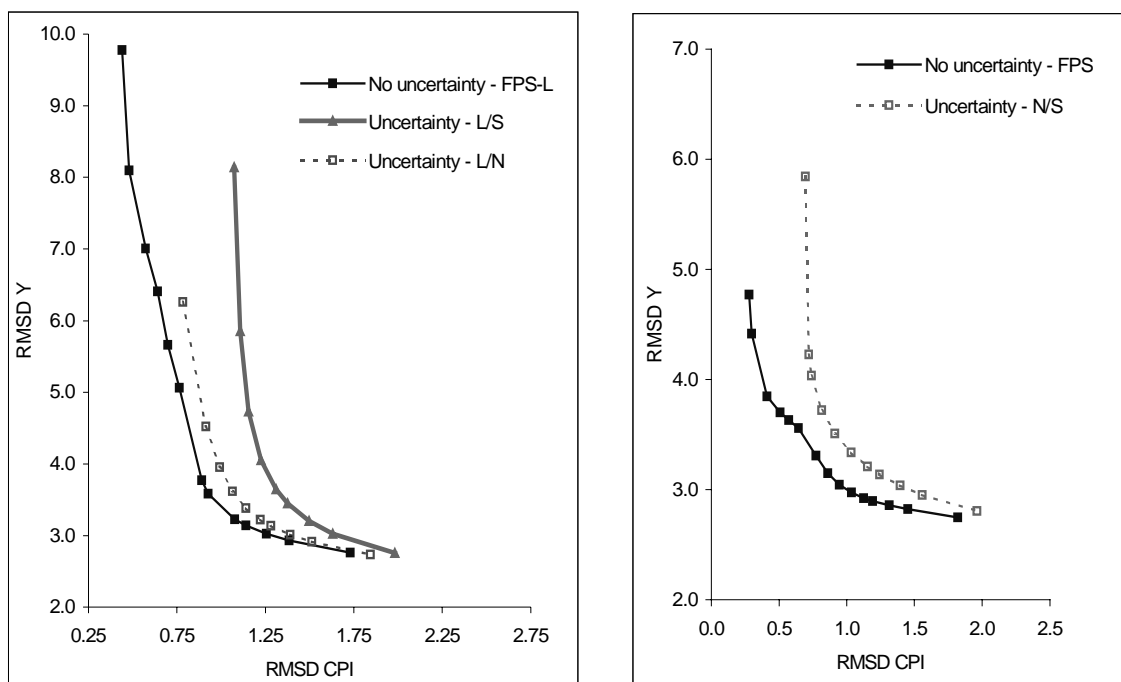 10.0
9.0
8.0
7.0
6.0
5.0
4.0
3.0
2.0
RMSD Y
0.25 0.75 1.25 1.75 2.25 2.75
RMSD CPI
No uncertainty - FPS-L
Uncertainty - L/S
Uncertainty - L/N
7.0
6.0
5.0
4.0
3.0
2.0
RMSD Y
0.0 0.5 1.0 1.5 2.0 2.5
RMSD CPI
No uncertainty - FPS
Uncertainty - N/S